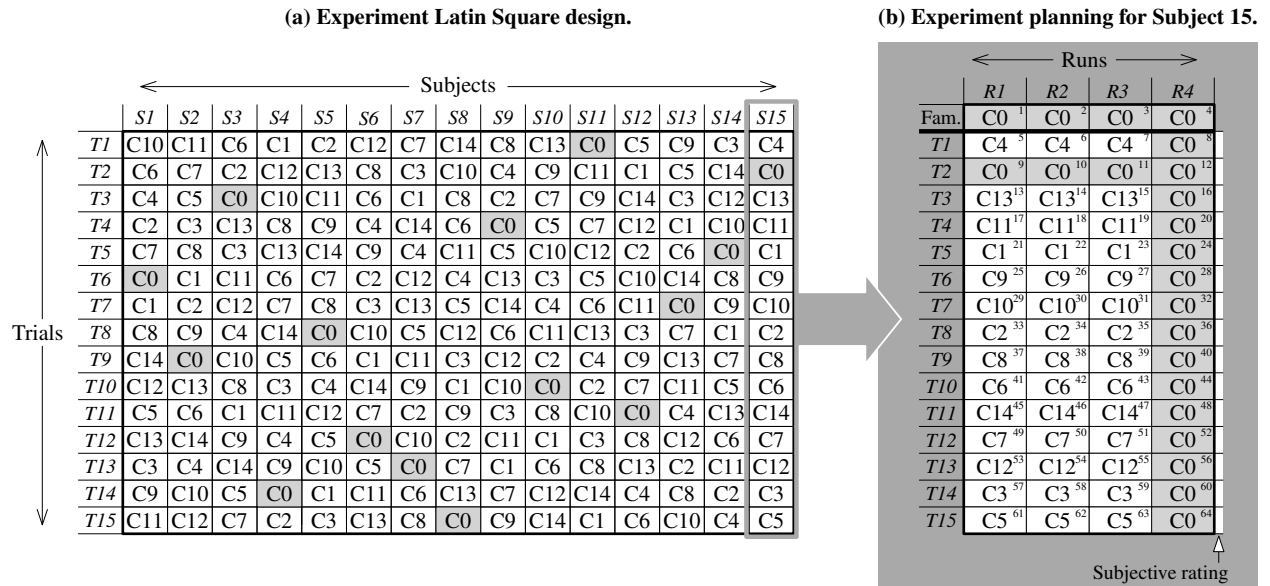 (a) Experiment Latin Square design.
Subjects
S1 S2 S3 S4 S5 S6 S7 S8 S9 S10 S11 S12 S13 S14 S15
T1 C10 C11 C6 C1 C2 C12 C7 C14 C8 C13 C0 C5 C9 C3 C4
T2 C6 C7 C2 C12 C13 C8 C3 C10 C4 C9 C11 C1 C5 C14 C0
T3 C4 C5 C0 C10 C11 C6 C1 C8 C2 C7 C9 C14 C3 C12 C13
T4 C2 C3 C13 C8 C9 C4 C14 C6 C0 C5 C7 C12 C1 C10 C11
T5 C7 C8 C3 C13 C14 C9 C4 C11 C5 C10 C12 C2 C6 C0 C1
T6 C0 C1 C11 C6 C7 C2 C12 C4 C13 C3 C5 C10 C14 C8 C9
T7 C1 C2 C12 C7 C8 C3 C13 C5 C14 C4 C6 C11 C0 C9 C10
Trials
T8 C8 C9 C4 C14 C0 C10 C5 C12 C6 C11 C13 C3 C7 C1 C2
T9 C14 C0 C10 C5 C6 C1 C11 C3 C12 C2 C4 C9 C13 C7 C8
T10 C12 C13 C8 C3 C4 C14 C9 C1 C10 C0 C2 C7 C11 C5 C6
T11 C5 C6 C1 C11 C12 C7 C2 C9 C3 C8 C10 C0 C4 C13 C14
T12 C13 C14 C9 C4 C5 C0 C10 C2 C11 C1 C3 C8 C12 C6 C7
T13 C3 C4 C14 C9 C10 C5 C0 C7 C1 C6 C8 C13 C2 C11 C12
T14 C9 C10 C5 C0 C1 C11 C6 C13 C7 C12 C14 C4 C8 C2 C3
T15 C11 C12 C7 C2 C3 C13 C8 C0 C9 C14 C1 C6 C10 C4 C5
(b) Experiment planning for Subject 15.
Runs
R1 R2 R3 R4
Fam. C0 1 C0 2 C0 3 C0 4
T1 C4 5 C4 6 C4 7 C0 8
T2 C0 9 C0 10 C0 11 C0 12
T3 C13 13 C13 14 C13 15 C0 16
T4 C11 17 C11 18 C11 19 C0 20
T5 C1 21 C1 22 C1 23 C0 24
T6 C9 25 C9 26 C9 27 C0 28
T7 C10 29 C10 30 C10 31 C0 32
T8 C2 33 C2 34 C2 35 C0 36
T9 C8 37 C8 38 C8 39 C0 40
T10 C6 41 C6 42 C6 43 C0 44
T11 C14 45 C14 46 C14 47 C0 48
T12 C7 49 C7 50 C7 51 C0 52
T13 C12 53 C12 54 C12 55 C0 56
T14 C3 57 C3 58 C3 59 C0 60
T15 C5 61 C5 62 C5 63 C0 64
Subjective rating